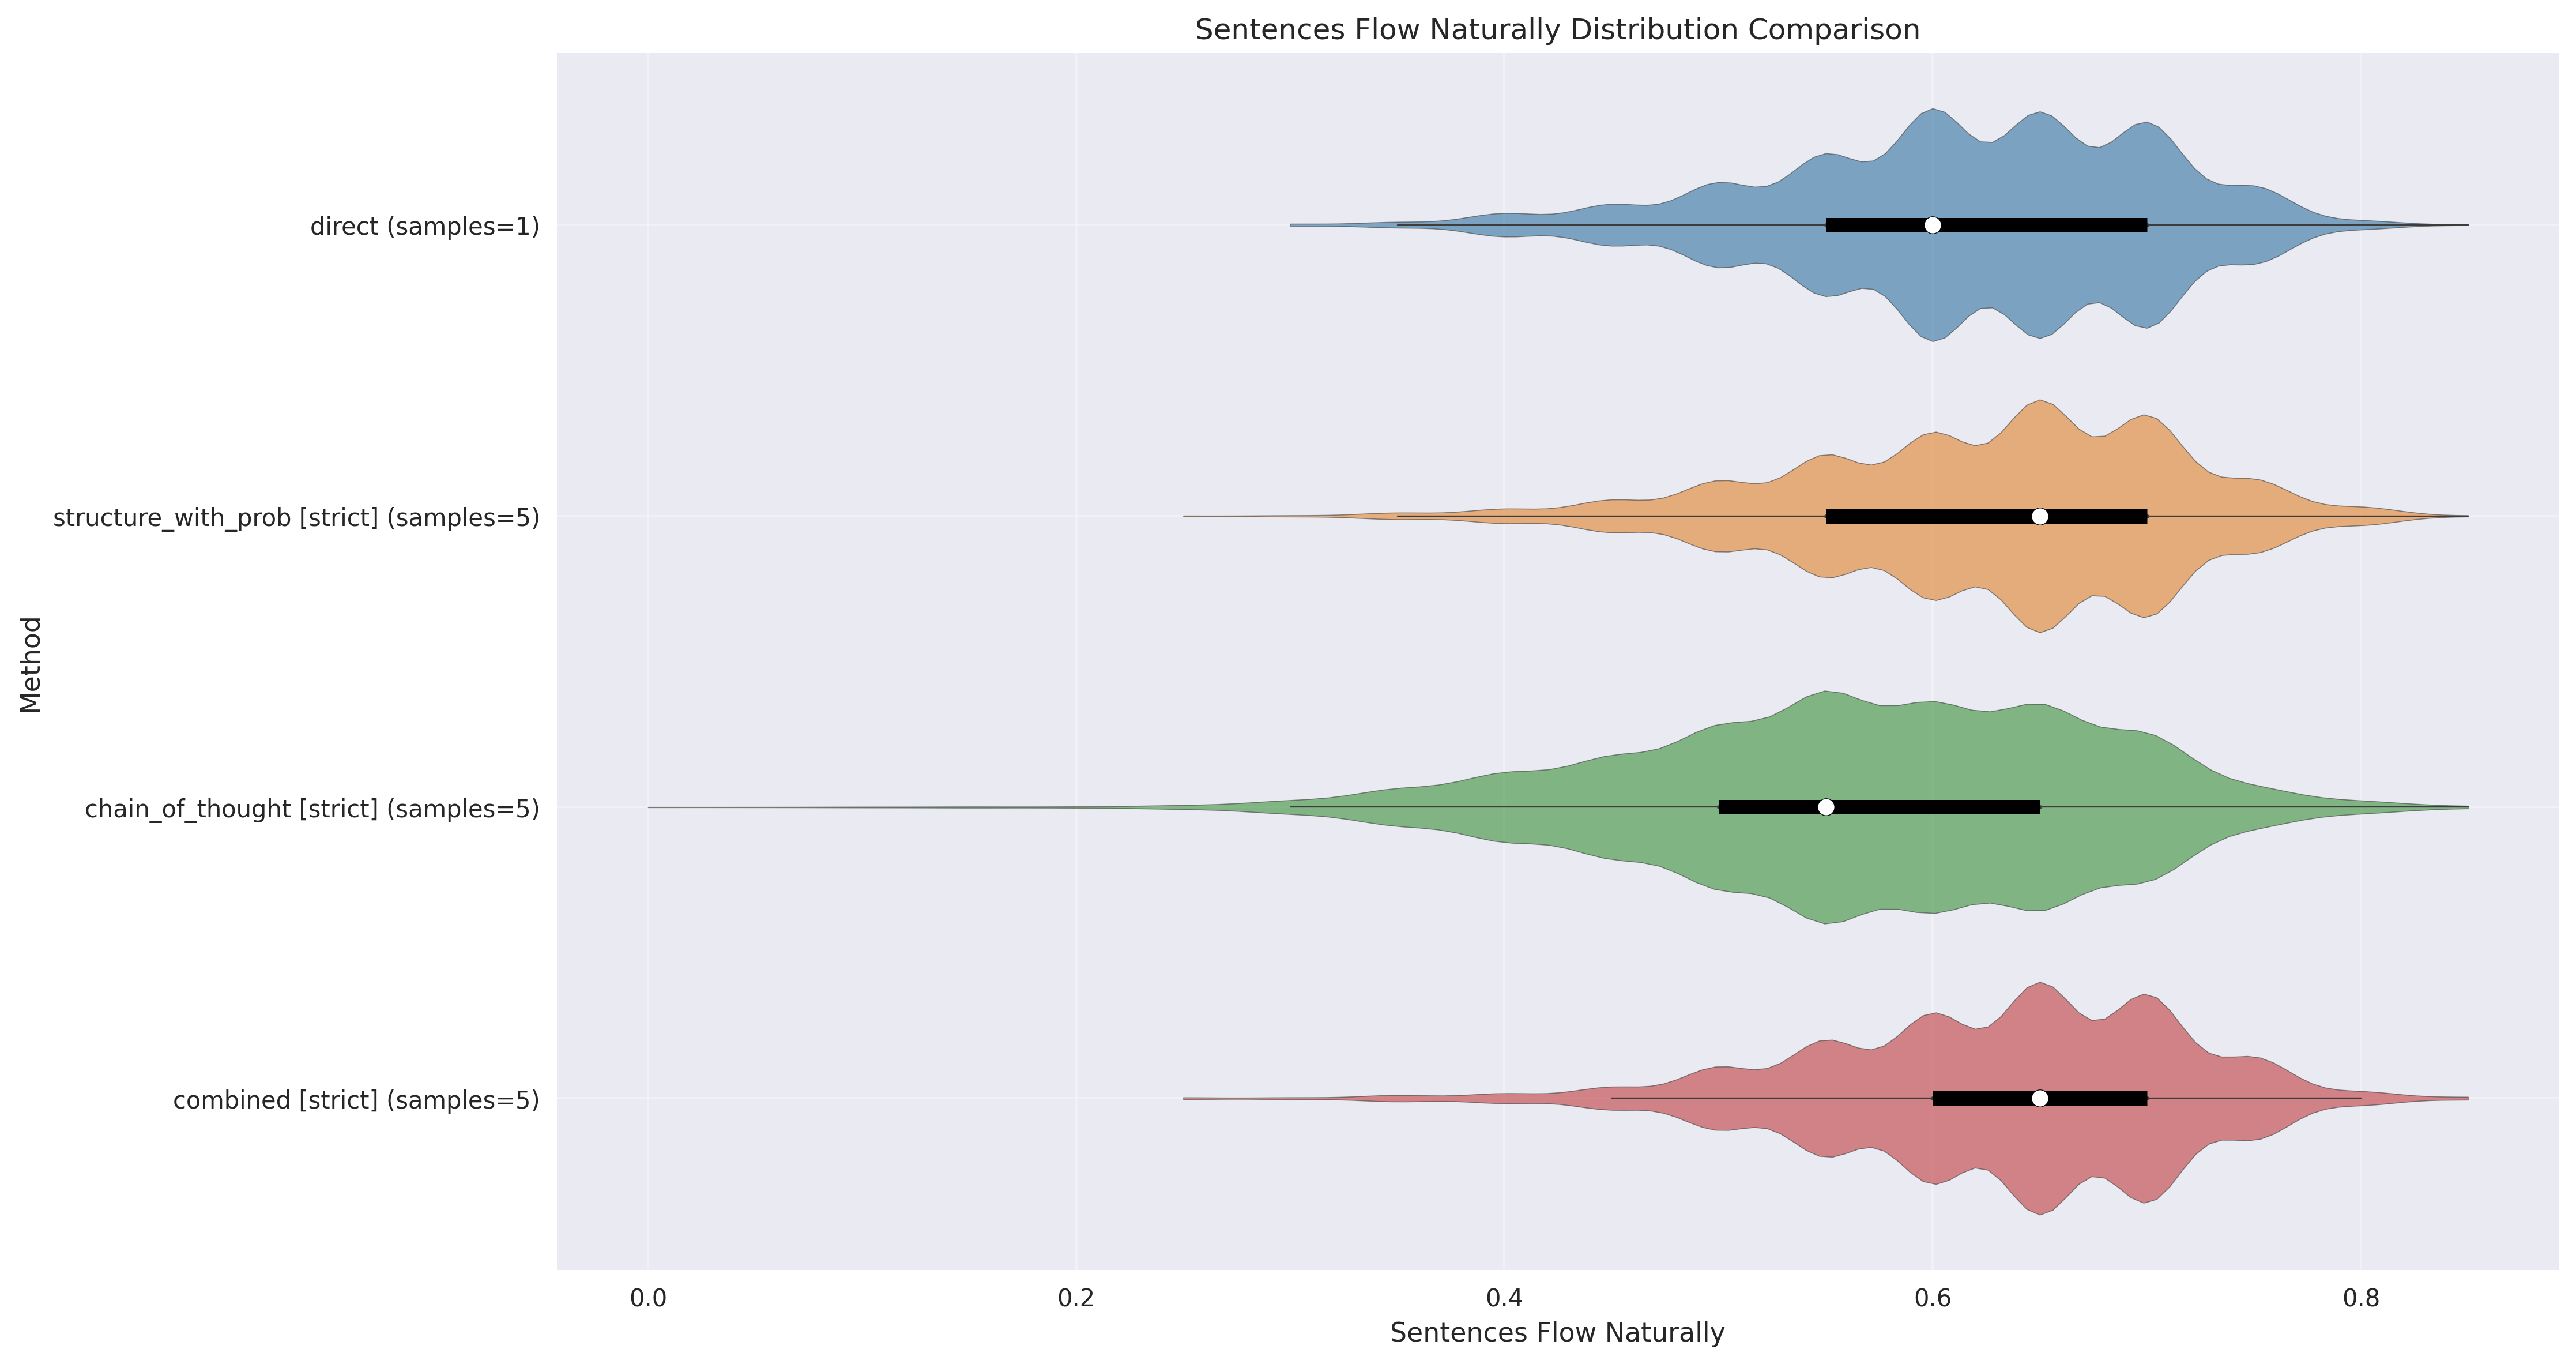 Sentences Flow Naturally Distribution Comparison
direct (samples=1)
structure_with_prob [strict] (samples=5)
chain_of_thought [strict] (samples=5)
combined [strict] (samples=5)
Method
0.0 0.2 0.4 0.6 0.8
Sentences Flow Naturally